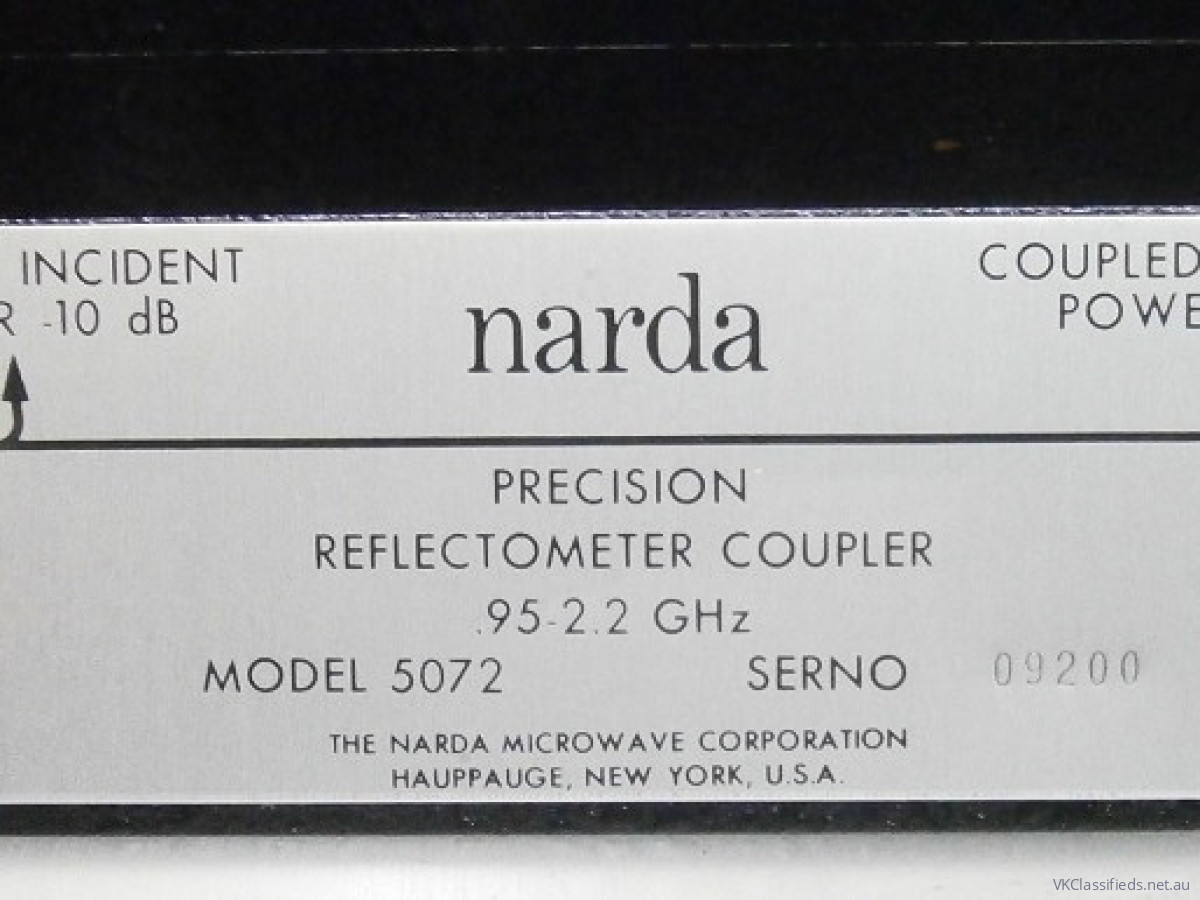 INCIDENT
-10 dB
narda
COUPLED
PRECISION
REFLECTOMETER COUPLER
.95-2.2 GHz
MODEL 5072 SERNO 09200
THE NARDA MICROWAVE CORPORATION
HAUPPAUGE, NEW YORK, U.S.A.
VKClassifieds.net.au